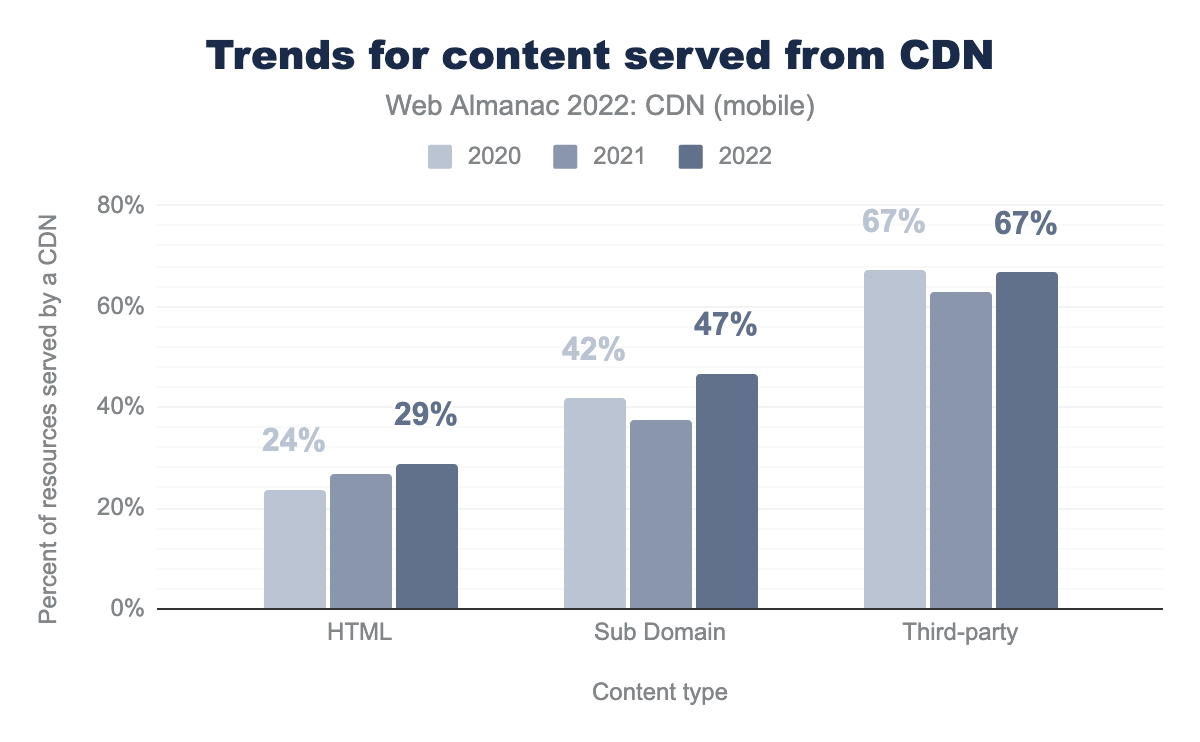 Trends for content served from CDN
Web Almanac 2022: CDN (mobile)
2020 2021 2022
Percent of resources served by a CDN
80%
60%
40%
20%
0%
24%
29%
42%
47%
67%
67%
HTML Sub Domain Third-party
Content type